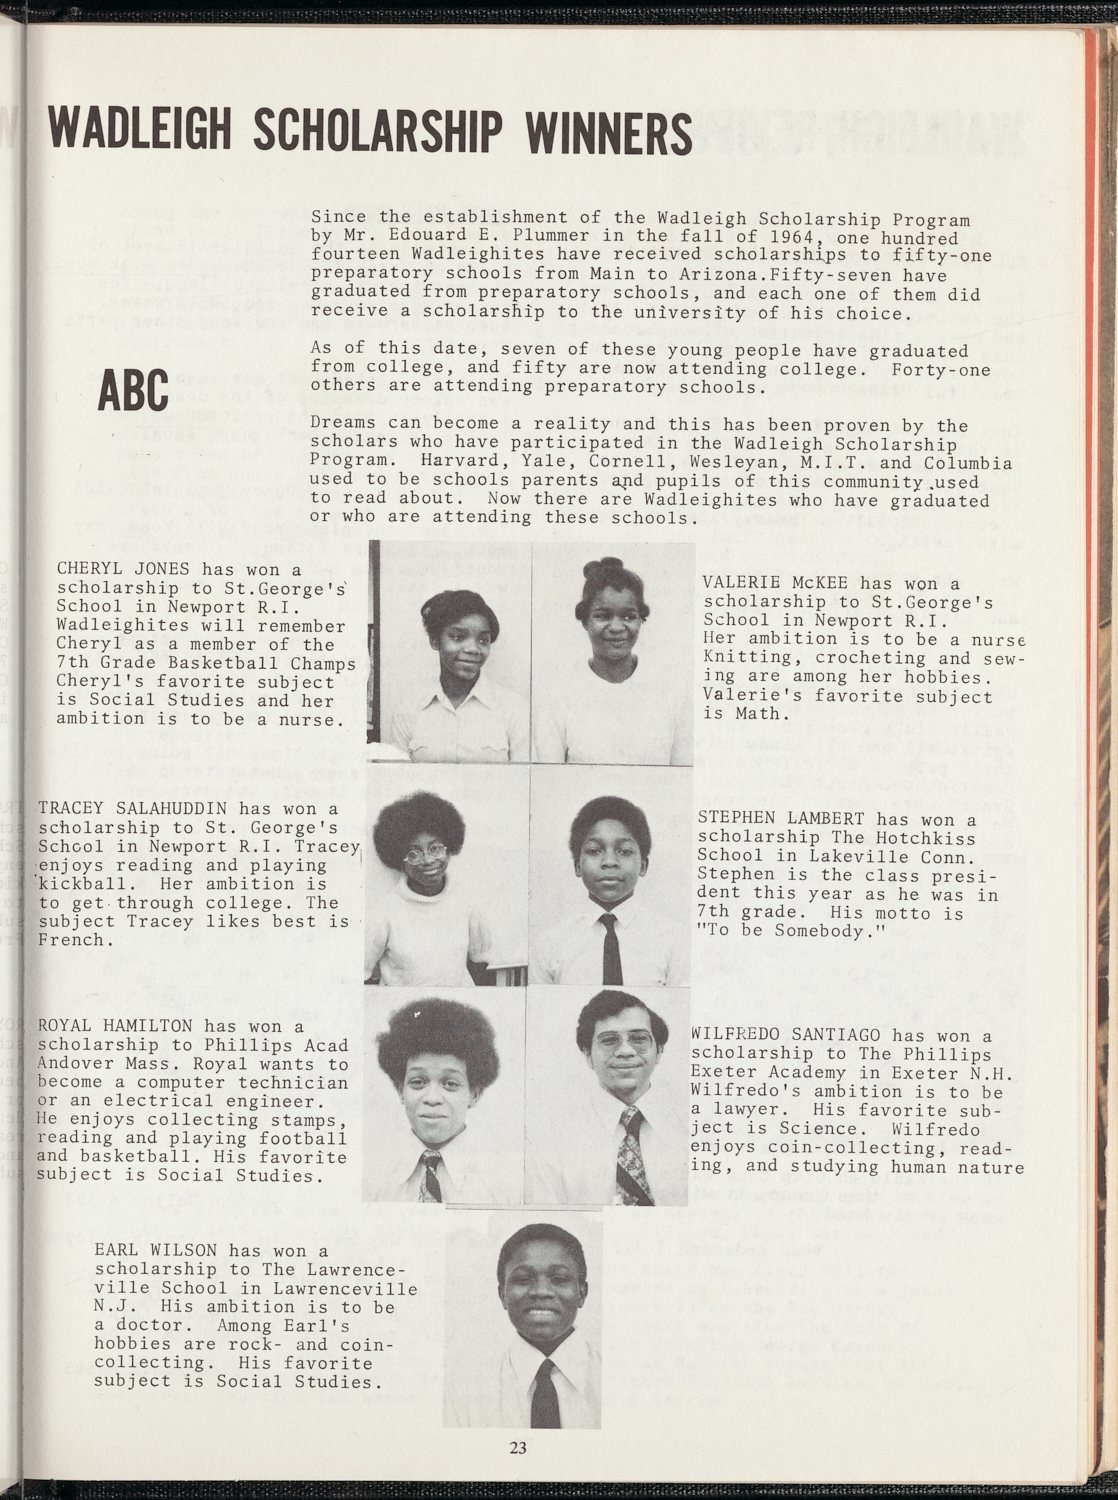 WADLEIGH SCHOLARSHIP WINNERS
Since the establishment of the Wadleigh Scholarship Program
by Mr. Edouard E. Plummer in the fall of 1964, one hundred
fourteen Wadleighites have received scholarships to fifty-one
preparatory schools from Main to Arizona.Fifty-seven have
graduated from preparatory schools, and each one of them did
receive a scholarship to the university of his choice.
As of this date, seven of these young people have graduated
from college, and fifty are now attending college.  Forty-one
others are attending preparatory schools.
ABC
Dreams can become a reality and this has been proven by the
scholars who have participated in the Wadleigh Scholarship
Program.  Harvard, Yale, Cornell, Wesleyan, M.I.T. and Columbia
used to be schools parents and pupils of this community used
to read about.  Now there are Wadleighites who have graduated
or who are attending these schools.
CHERYL JONES has won a
scholarship to St.George's
School in Newport R.I.
Wadleighites will remember
Cheryl as a member of the
7th Grade Basketball Champs
Cheryl's favorite subject
is Social Studies and her
ambition is to be a nurse.
VALERIE McKEE has won a
scholarship to St.George's
School in Newport R.I.
Her ambition is to be a nurse
Knitting, crocheting and sew-
ing are among her hobbies.
Valerie's favorite subject
is Math.
TRACEY SALAHUDDIN has won a
scholarship to St. George's
School in Newport R.I. Tracey
enjoys reading and playing
kickball.  Her ambition is
to get through college. The
subject Tracey likes best is
French.
STEPHEN LAMBERT has won a
scholarship The Hotchkiss
School in Lakeville Conn.
Stephen is the class presi-
dent this year as he was in
7th grade.  His motto is
"To be Somebody."
ROYAL HAMILTON has won a
scholarship to Phillips Acad
Andover Mass. Royal wants to
become a computer technician
or an electrical engineer.
He enjoys collecting stamps,
reading and playing football
and basketball. His favorite
subject is Social Studies.
WILFREDO SANTIAGO has won a
scholarship to The Phillips
Exeter Academy in Exeter N.H.
Wilfredo's ambition is to be
a lawyer.  His favorite sub-
ject is Science.  Wilfredo
enjoys coin-collecting, read-
ing, and studying human nature
EARL WILSON has won a
scholarship to The Lawrence-
ville School in Lawrenceville
N.J.  His ambition is to be
a doctor.  Among Earl's
hobbies are rock- and coin-
collecting.  His favorite
subject is Social Studies.
23